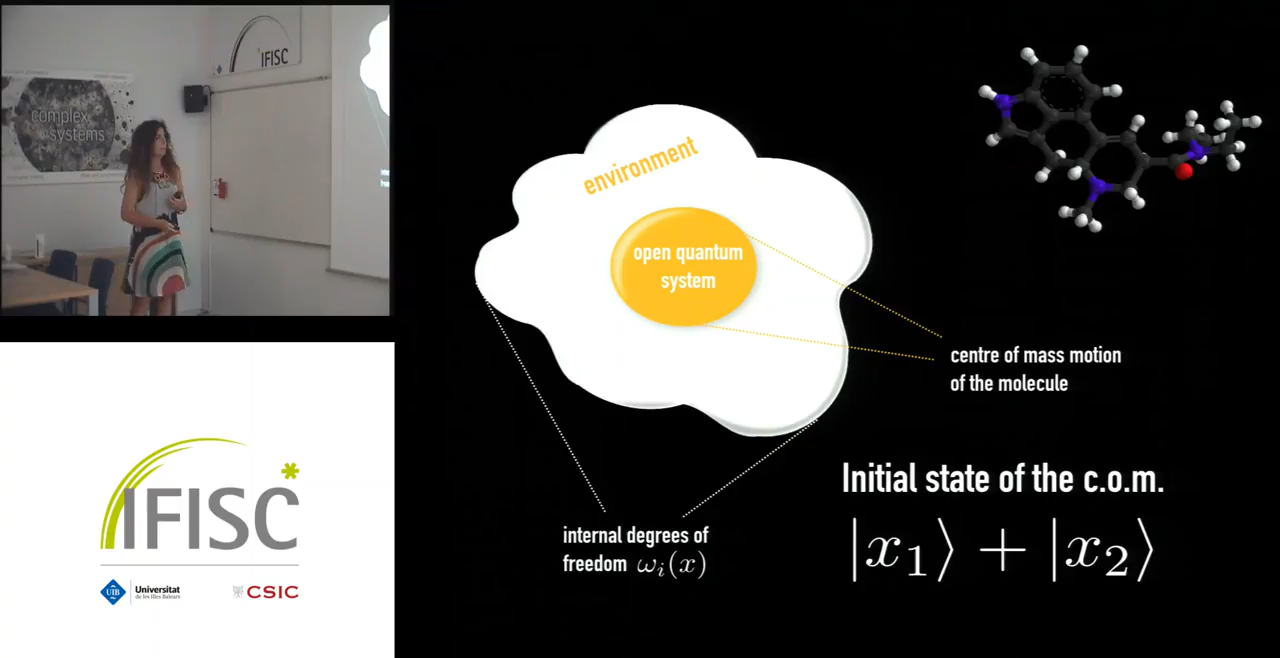 IFISC
complex
systems
environment
open quantum
system
centre of mass motion
of the molecule
internal degrees of
freedom ωᵢ(x)
Initial state of the c.o.m.
|x₁⟩ + |x₂⟩
IFISC
UIB
Universitat
de les Illes Balears
CSIC